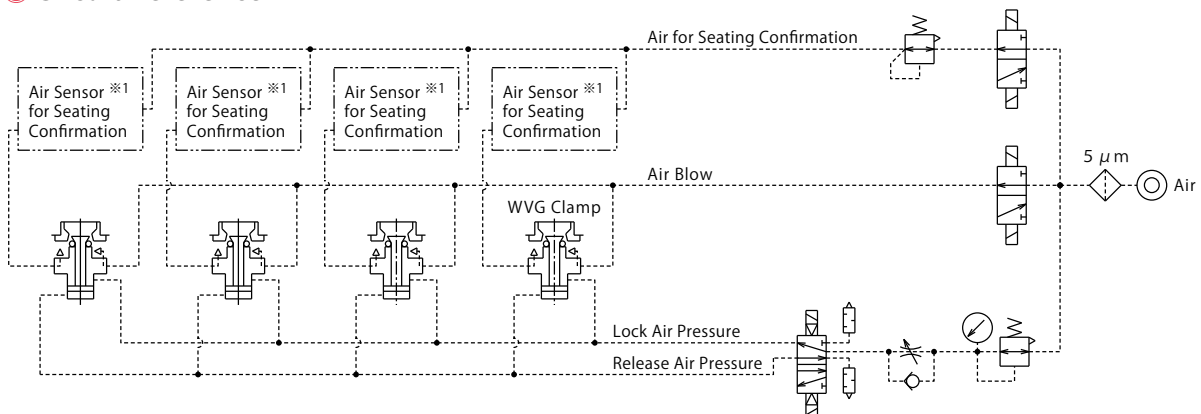 Air for Seating Confirmation
Air Sensor ※1
for Seating
Confirmation
Air Sensor ※1
for Seating
Confirmation
Air Sensor ※1
for Seating
Confirmation
Air Sensor ※1
for Seating
Confirmation
5 μm
Air Blow
Air
WVG Clamp
Lock Air Pressure
Release Air Pressure